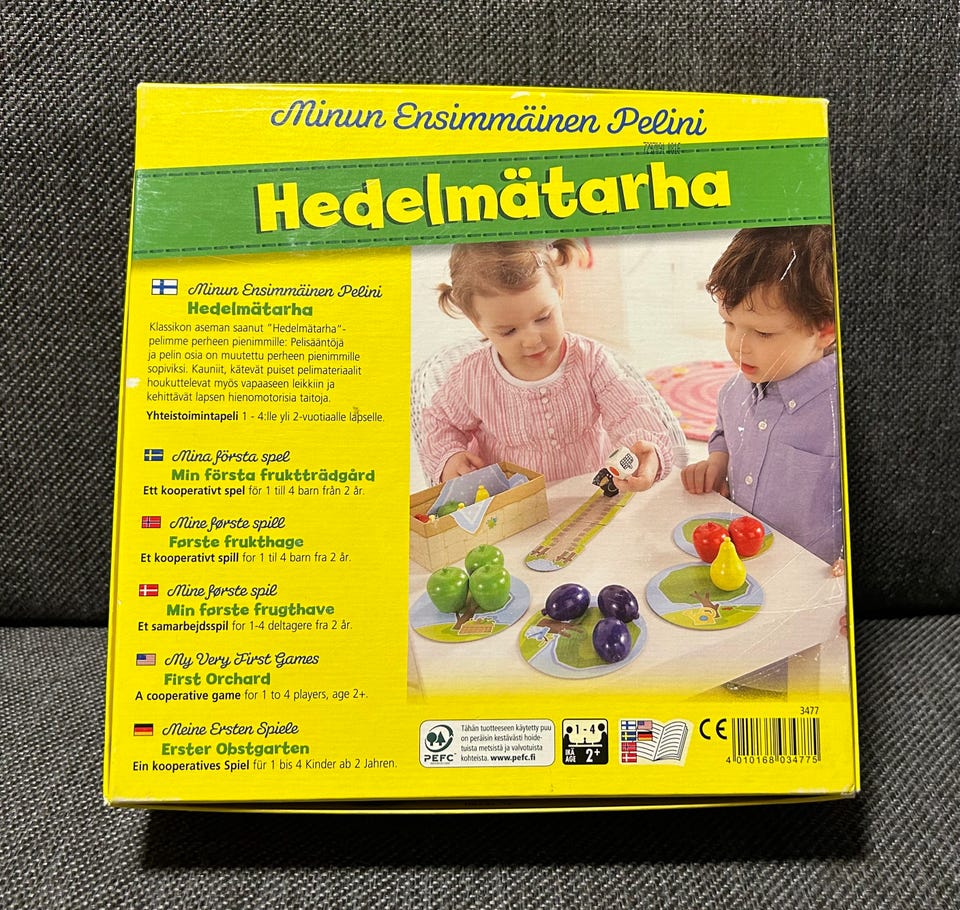 Minun Ensimmäinen Pelini
Hedelmätarha
Minun Ensimmäinen Pelini
Hedelmätarha
Klassikon aseman saanut "Hedelmätarha"-
pelimme perheen pienimmille: Pelisääntöjä
ja pelin osia on muutettu perheen pienimmille
sopiviksi. Kauniit, kätevät puiset pelimateriaalit
houkuttelevat myös vapaaseen leikkiin ja
kehittävät lapsen hienomotorisia taitoja.
Yhteistoimintapeli 1 - 4:lle yli 2-vuotiaalle lapselle.
Mina första spel
Min första fruktträdgård
Ett kooperativt spel för 1 till 4 barn från 2 år.
Mine første spill
Første frukthage
Et kooperativt spill for 1 til 4 barn fra 2 år.
Mine første spil
Min første frugthave
Et samarbejdsspil for 1-4 deltagere fra 2 år.
My Very First Games
First Orchard
A cooperative game for 1 to 4 players, age 2+.
Meine Ersten Spiele
Erster Obstgarten
Ein kooperatives Spiel für 1 bis 4 Kinder ab 2 Jahren.
PEFC
Tähän tuotteeseen käytetty puu
on peräisin kestävästi hoide-
tuista metsistä ja valvotuista
kohteista. www.pefc.fi
1-4
IKÄ
AGE
2+
CE
3477
4 010168 034775